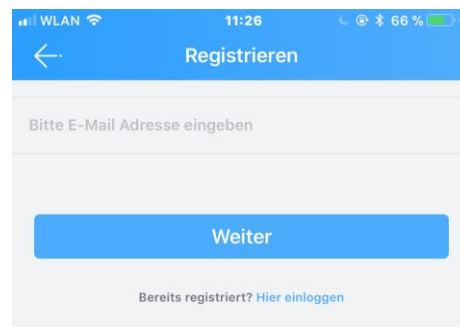 WLAN 11:26 66 %
Registrieren
Bitte E-Mail Adresse eingeben
Weiter
Bereits registriert? Hier einloggen